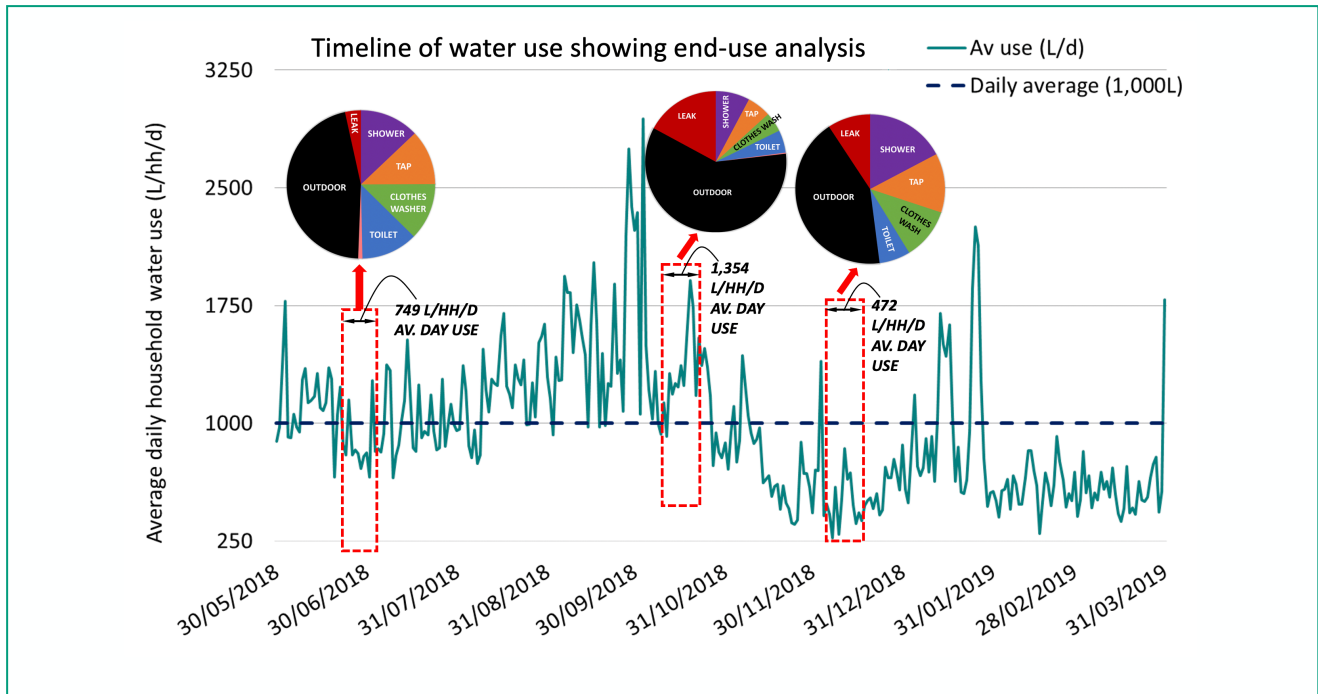 Timeline of water use showing end-use analysis
Av use (L/d)
Daily average (1,000L)
Average daily household water use (L/hh/d)
3250
2500
1750
1000
250
LEAK
SHOWER
TAP
CLOTHES
WASHER
TOILET
OUTDOOR
749 L/HH/D
AV. DAY USE
LEAK
SHOWER
TAP
CLOTHES WASH
TOILET
OUTDOOR
1,354
L/HH/D
AV. DAY
USE
LEAK
SHOWER
TAP
CLOTHES
WASH
TOILET
OUTDOOR
472
L/HH/D
AV. DAY
USE
30/05/2018
30/06/2018
31/07/2018
31/08/2018
30/09/2018
31/10/2018
30/11/2018
31/12/2018
31/01/2019
28/02/2019
31/03/2019